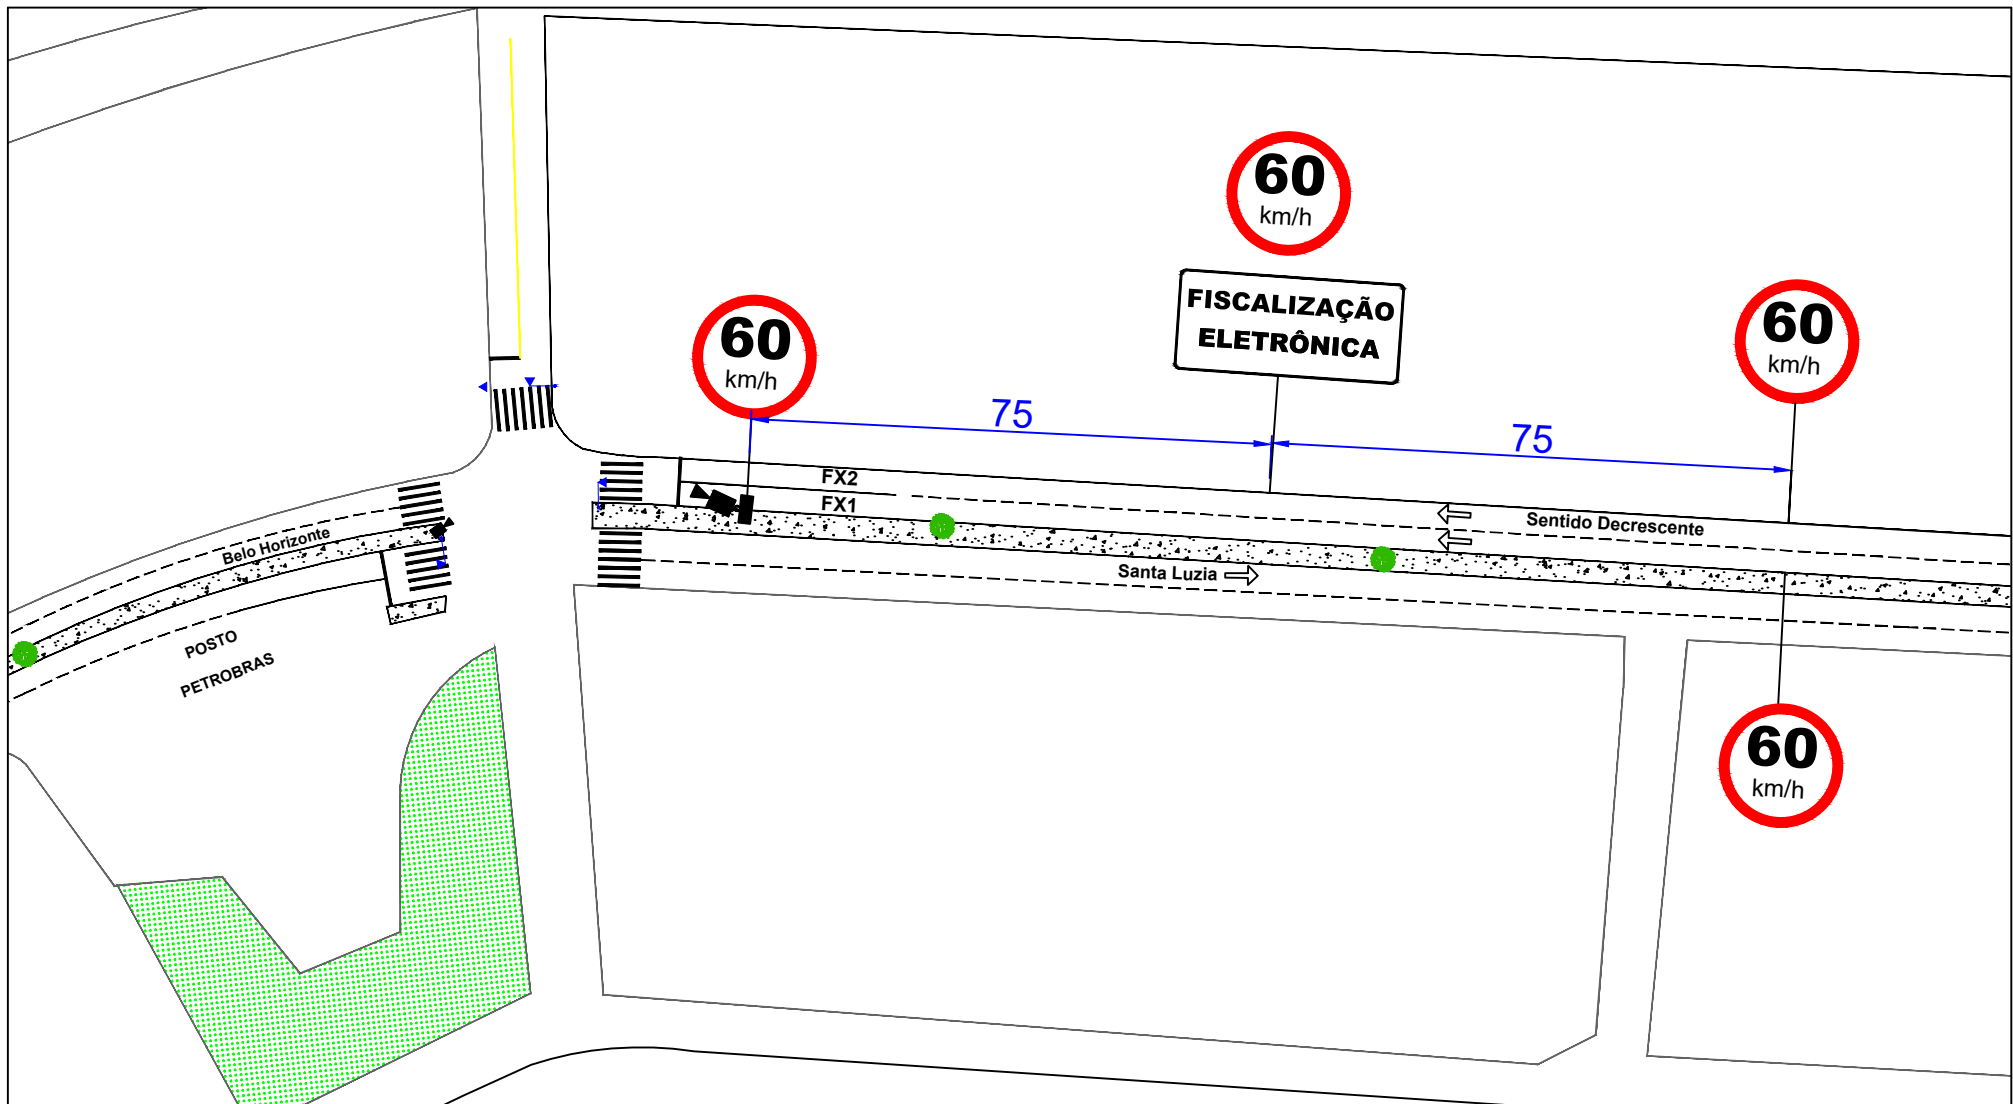 60
km/h
FISCALIZAÇÃO
ELETRÔNICA
60
km/h
60
km/h
75
75
FX2
FX1
Sentido Decrescente
Belo Horizonte
Santa Luzia
POSTO
PETROBRAS
60
km/h